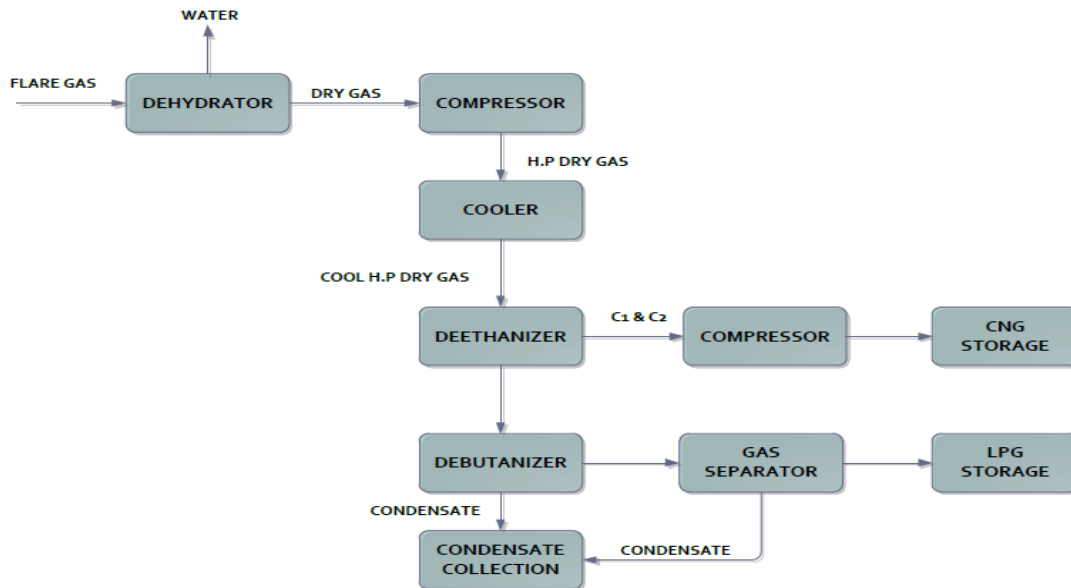 WATER
FLARE GAS
DEHYDRATOR
DRY GAS
COMPRESSOR
H.P DRY GAS
COOLER
COOL H.P DRY GAS
DEETHANIZER
C1 & C2
COMPRESSOR
CNG
STORAGE
DEBUTANIZER
GAS
SEPARATOR
LPG
STORAGE
CONDENSATE
CONDENSATE
COLLECTION
CONDENSATE